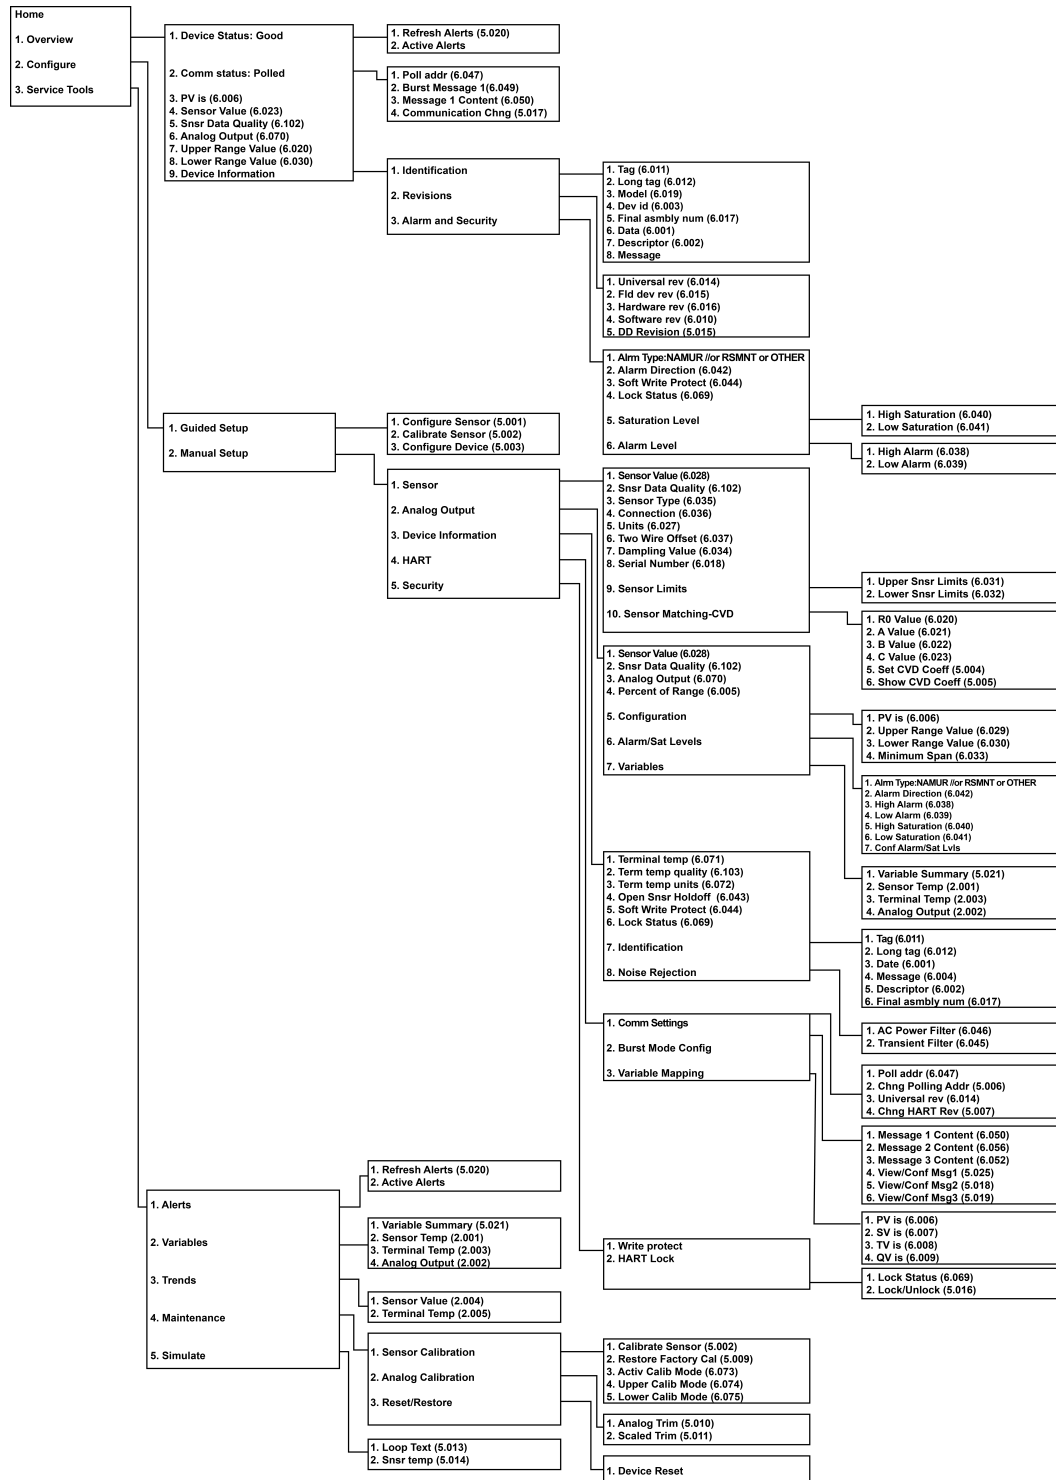 Home
1. Overview
2. Configure
3. Service Tools
1. Device Status: Good
2. Comm status: Polled
3. PV is (6.006)
4. Sensor Value (6.023)
5. Snsr Data Quality (6.102)
6. Analog Output (6.070)
7. Upper Range Value (6.020)
8. Lower Range Value (6.030)
9. Device Information
1. Refresh Alerts (5.020)
2. Active Alerts
1. Poll addr (6.047)
2. Burst Message 1(6.049)
3. Message 1 Content (6.050)
4. Communication Chng (5.017)
1. Identification
2. Revisions
3. Alarm and Security
1. Tag (6.011)
2. Long tag (6.012)
3. Model (6.019)
4. Dev id (6.003)
5. Final asmbly num (6.017)
6. Data (6.001)
7. Descriptor (6.002)
8. Message
1. Universal rev (6.014)
2. Fld dev rev (6.015)
3. Hardware rev (6.016)
4. Software rev (6.010)
5. DD Revision (5.015)
1. Alrm Type:NAMUR //or RSMNT or OTHER
2. Alarm Direction (6.042)
3. Soft Write Protect (6.044)
4. Lock Status (6.069)
5. Saturation Level
6. Alarm Level
1. High Saturation (6.040)
2. Low Saturation (6.041)
1. High Alarm (6.038)
2. Low Alarm (6.039)
1. Guided Setup
2. Manual Setup
1. Configure Sensor (5.001)
2. Calibrate Sensor (5.002)
3. Configure Device (5.003)
1. Sensor
2. Analog Output
3. Device Information
4. HART
5. Security
1. Sensor Value (6.028)
2. Snsr Data Quality (6.102)
3. Sensor Type (6.035)
4. Connection (6.036)
5. Units (6.027)
6. Two Wire Offset (6.037)
7. Dampling Value (6.034)
8. Serial Number (6.018)
9. Sensor Limits
10. Sensor Matching-CVD
1. Upper Snsr Limits (6.031)
2. Lower Snsr Limits (6.032)
1. R0 Value (6.020)
2. A Value (6.021)
3. B Value (6.022)
4. C Value (6.023)
5. Set CVD Coeff (5.004)
6. Show CVD Coeff (5.005)
1. Sensor Value (6.028)
2. Snsr Data Quality (6.102)
3. Analog Output (6.070)
4. Percent of Range (6.005)
5. Configuration
6. Alarm/Sat Levels
7. Variables
1. PV is (6.006)
2. Upper Range Value (6.029)
3. Lower Range Value (6.030)
4. Minimum Span (6.033)
1. Alrm Type:NAMUR //or RSMNT or OTHER
2. Alarm Direction (6.042)
3. High Alarm (6.038)
4. Low Alarm (6.039)
5. High Saturation (6.040)
6. Low Saturation (6.041)
7. Conf Alarm/Sat Lvls
1. Variable Summary (5.021)
2. Sensor Temp (2.001)
3. Terminal Temp (2.003)
4. Analog Output (2.002)
1. Terminal temp (6.071)
2. Term temp quality (6.103)
3. Term temp units (6.072)
4. Open Snsr Holdoff (6.043)
5. Soft Write Protect (6.044)
6. Lock Status (6.069)
7. Identification
8. Noise Rejection
1. Tag (6.011)
2. Long tag (6.012)
3. Date (6.001)
4. Message (6.004)
5. Descriptor (6.002)
6. Final asmbly num (6.017)
1. AC Power Filter (6.046)
2. Transient Filter (6.045)
1. Comm Settings
2. Burst Mode Config
3. Variable Mapping
1. Poll addr (6.047)
2. Chng Polling Addr (5.006)
3. Universal rev (6.014)
4. Chng HART Rev (5.007)
1. Message 1 Content (6.050)
2. Message 2 Content (6.056)
3. Message 3 Content (6.052)
4. View/Conf Msg1 (5.025)
5. View/Conf Msg2 (5.018)
6. View/Conf Msg3 (5.019)
1. PV is (6.006)
2. SV is (6.007)
3. TV is (6.008)
4. QV is (6.009)
1. Write protect
2. HART Lock
1. Lock Status (6.069)
2. Lock/Unlock (5.016)
1. Alerts
2. Variables
3. Trends
4. Maintenance
5. Simulate
1. Refresh Alerts (5.020)
2. Active Alerts
1. Variable Summary (5.021)
2. Sensor Temp (2.001)
3. Terminal Temp (2.003)
4. Analog Output (2.002)
1. Sensor Value (2.004)
2. Terminal Temp (2.005)
1. Sensor Calibration
2. Analog Calibration
3. Reset/Restore
1. Calibrate Sensor (5.002)
2. Restore Factory Cal (5.009)
3. Activ Calib Mode (6.073)
4. Upper Calib Mode (6.074)
5. Lower Calib Mode (6.075)
1. Analog Trim (5.010)
2. Scaled Trim (5.011)
1. Device Reset
1. Loop Text (5.013)
2. Snsr temp (5.014)